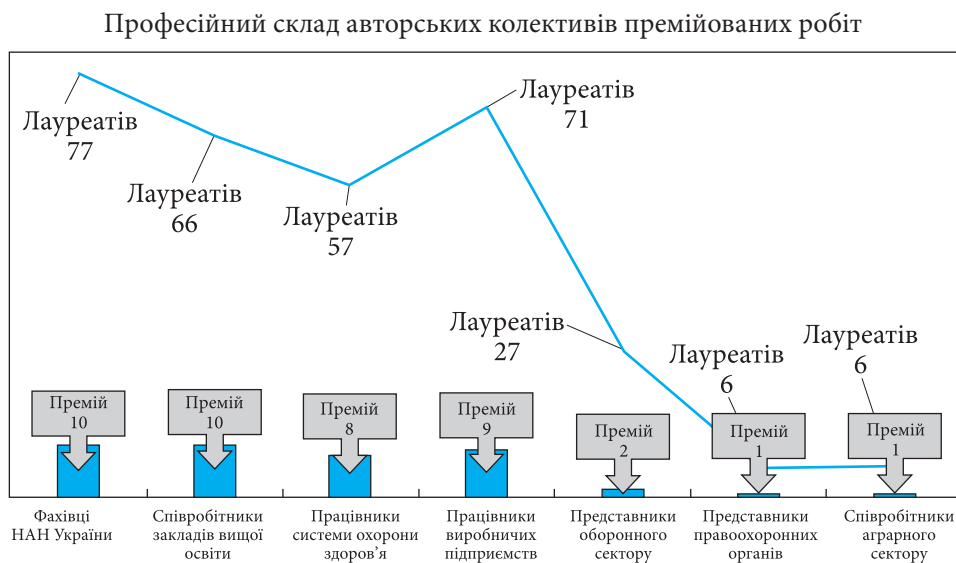 Професійний склад авторських колективів премійованих робіт
Лауреатів
77
Лауреатів
66
Лауреатів
57
Лауреатів
71
Лауреатів
27
Лауреатів
6
Лауреатів
6
Премій
10
Премій
10
Премій
8
Премій
9
Премій
2
Премій
1
Премій
1
Фахівці
НАН України
Співробітники
закладів вищої
освіти
Працівники
системи охорони
здоров’я
Працівники
виробничих
підприємств
Представники
оборонного
сектору
Представники
правоохоронних
органів
Співробітники
аграрного
сектору